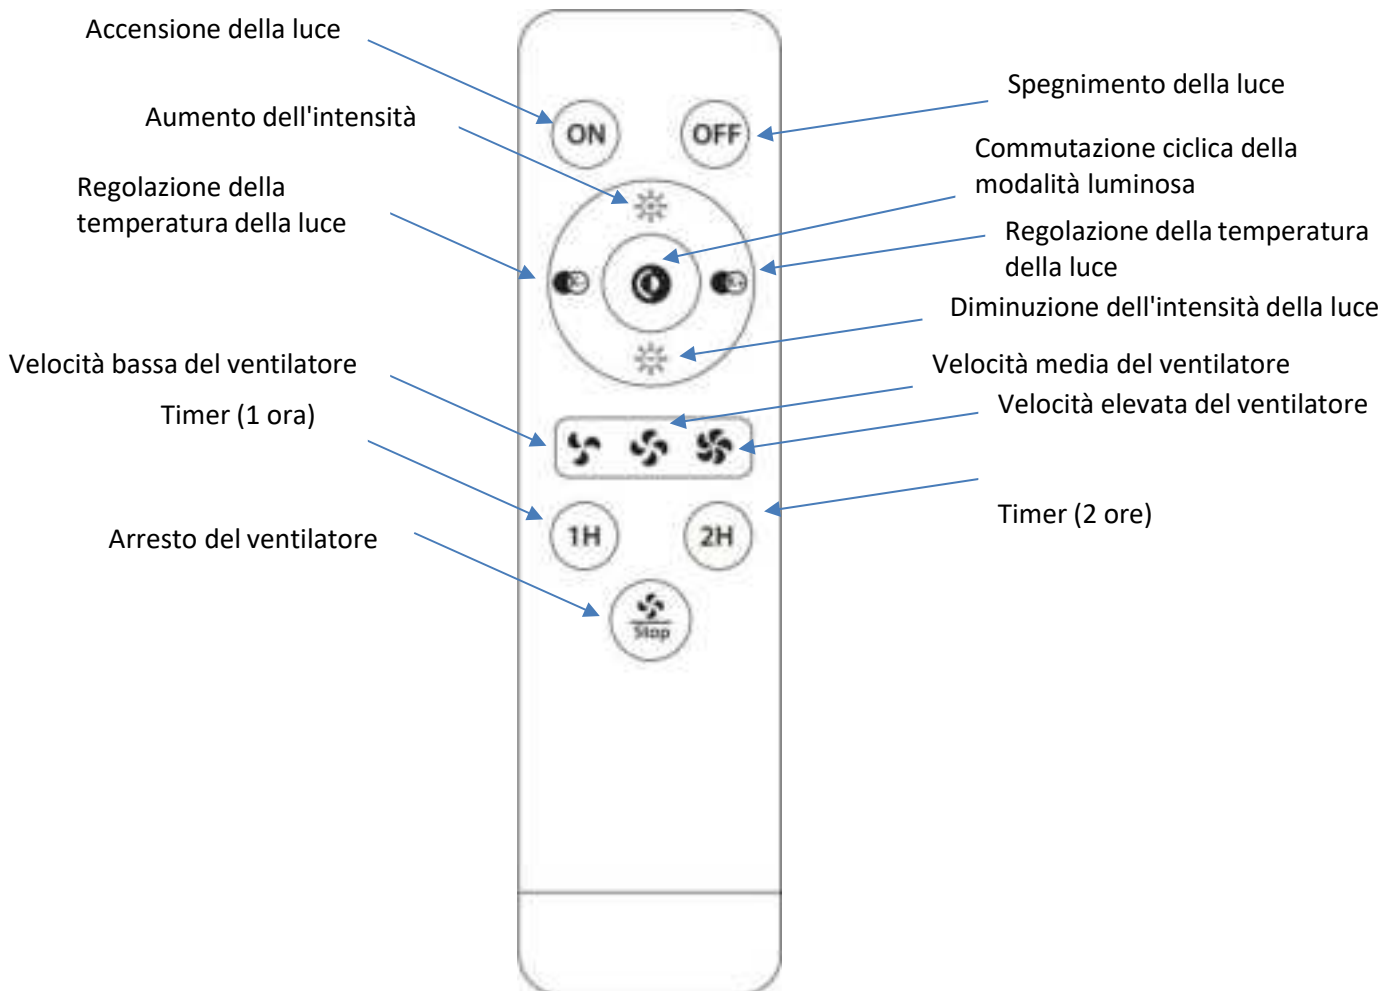 Accensione della luce
Spegnimento della luce
Aumento dell'intensità
ON
OFF
Commutazione ciclica della
modalità luminosa
Regolazione della
temperatura della luce
Regolazione della temperatura
della luce
K-
K+
Diminuzione dell'intensità della luce
Velocità bassa del ventilatore
Velocità media del ventilatore
Timer (1 ora)
Velocità elevata del ventilatore
Timer (2 ore)
Arresto del ventilatore
1H
2H
Stop